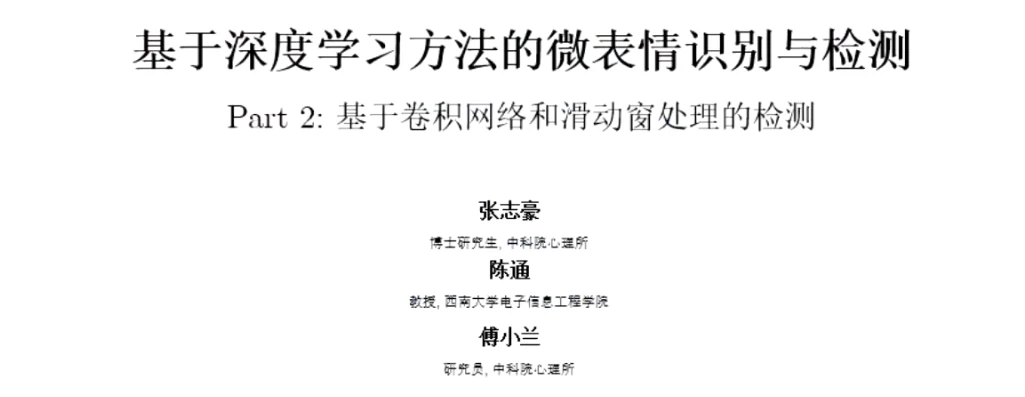 基于深度学习方法的微表情识别与检测
Part 2: 基于卷积网络和滑动窗处理的检测
张志豪
博士研究生, 中科院心理所
陈通
教授, 西南大学电子信息工程学院
傅小兰
研究员, 中科院心理所